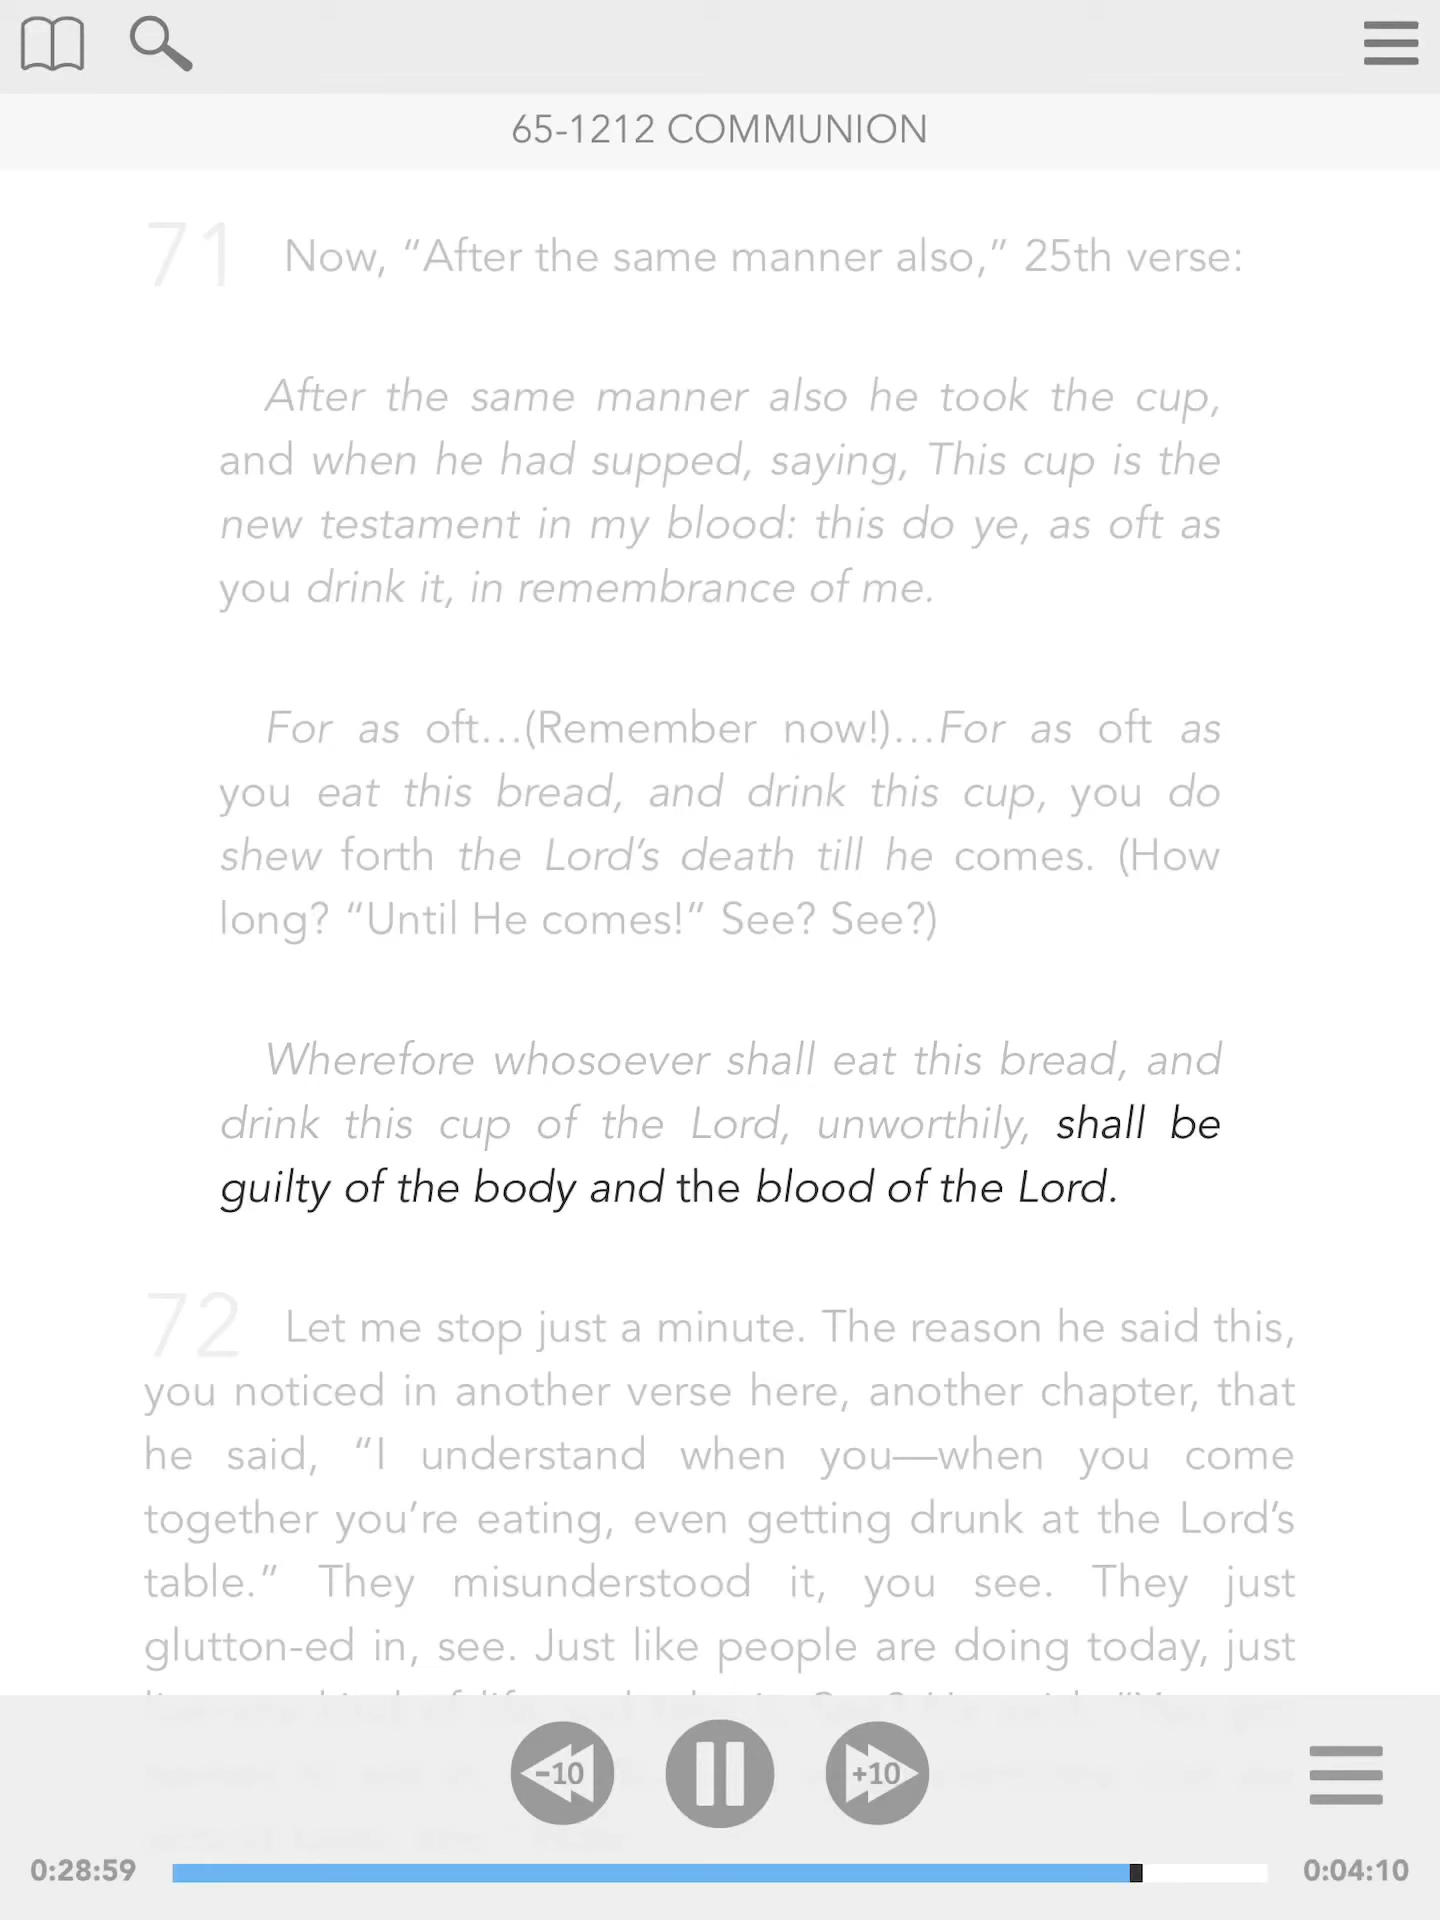 65-1212 COMMUNION
71 Now, “After the same manner also,” 25th verse:
After the same manner also he took the cup,
and when he had supped, saying, This cup is the
new testament in my blood: this do ye, as oft as
you drink it, in remembrance of me.
For as oft…(Remember now!)…For as oft as
you eat this bread, and drink this cup, you do
shew forth the Lord’s death till he comes. (How
long? “Until He comes!” See? See?)
Wherefore whosoever shall eat this bread, and
drink this cup of the Lord, unworthily, shall be
guilty of the body and the blood of the Lord.
72 Let me stop just a minute. The reason he said this,
you noticed in another verse here, another chapter, that
he said, “I understand when you—when you come
together you’re eating, even getting drunk at the Lord’s
table.” They misunderstood it, you see. They just
glutton-ed in, see. Just like people are doing today, just
-10 +10
0:28:59 0:04:10